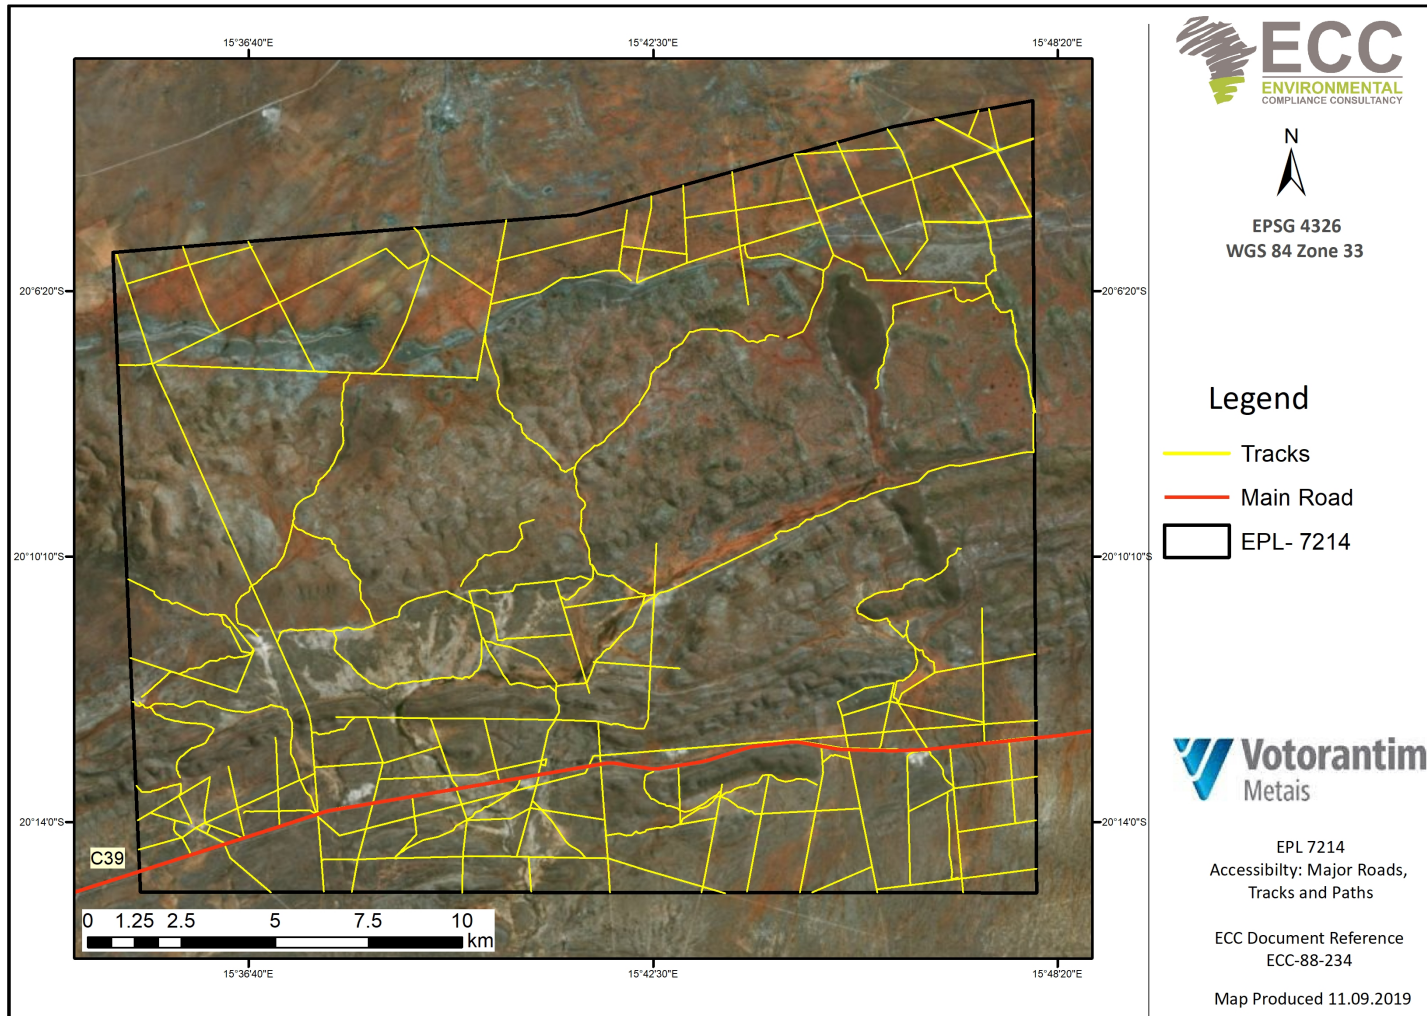 15°36'40"E
15°42'30"E
15°48'20"E
ECC
ENVIRONMENTAL
COMPLIANCE CONSULTANCY
N
EPSG 4326
WGS 84 Zone 33
20°6'20"S
20°6'20"S
Legend
Tracks
Main Road
EPL- 7214
20°10'10"S
20°10'10"S
Votorantim
Metais
20°14'0"S
20°14'0"S
C39
EPL 7214
Accessibilty: Major Roads,
Tracks and Paths
0 1.25 2.5 5 7.5 10
km
ECC Document Reference
ECC-88-234
15°36'40"E
15°42'30"E
15°48'20"E
Map Produced 11.09.2019